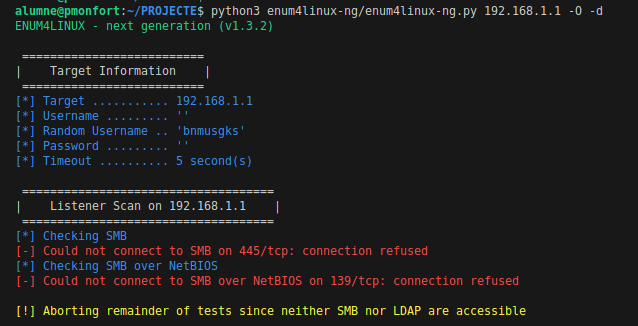 alumne@pmonfort:~/PROJECTE$ python3 enum4linux-ng/enum4linux-ng.py 192.168.1.1 -O -d
ENUM4LINUX - next generation (v1.3.2)
==========================
|    Target Information    |
==========================
[*] Target ........... 192.168.1.1
[*] Username ......... ''
[*] Random Username .. 'bnmusgks'
[*] Password ......... ''
[*] Timeout .......... 5 second(s)
====================================
|    Listener Scan on 192.168.1.1    |
====================================
[*] Checking SMB
[-] Could not connect to SMB on 445/tcp: connection refused
[*] Checking SMB over NetBIOS
[-] Could not connect to SMB over NetBIOS on 139/tcp: connection refused
[!] Aborting remainder of tests since neither SMB nor LDAP are accessible